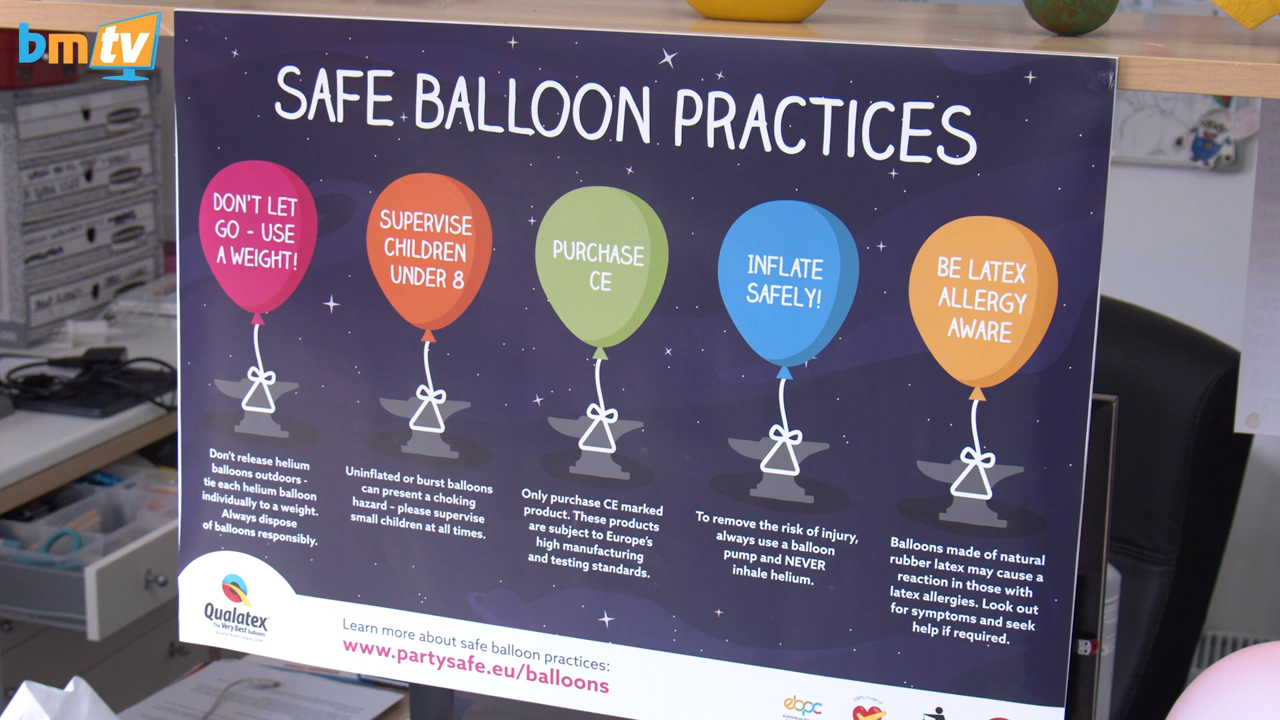 bmtv
SAFE BALLOON PRACTICES
DON'T LET
GO - USE
A WEIGHT!
SUPERVISE
CHILDREN
UNDER 8
PURCHASE
CE
INFLATE
SAFELY!
BE LATEX
ALLERGY
AWARE
Don't release helium
balloons outdoors -
tie each helium balloon
individually to a weight.
Always dispose
of balloons responsibly.
Uninflated or burst balloons
can present a choking
hazard - please supervise
small children at all times.
Only purchase CE marked
product. These products
are subject to Europe's
high manufacturing
and testing standards.
To remove the risk of injury,
always use a balloon
pump and NEVER
inhale helium.
Balloons made of natural
rubber latex may cause a
reaction in those with
latex allergies. Look out
for symptoms and seek
help if required.
Qualatex
The Very Best balloons
Learn more about safe balloon practices:
www.partysafe.eu/balloons
ebpc